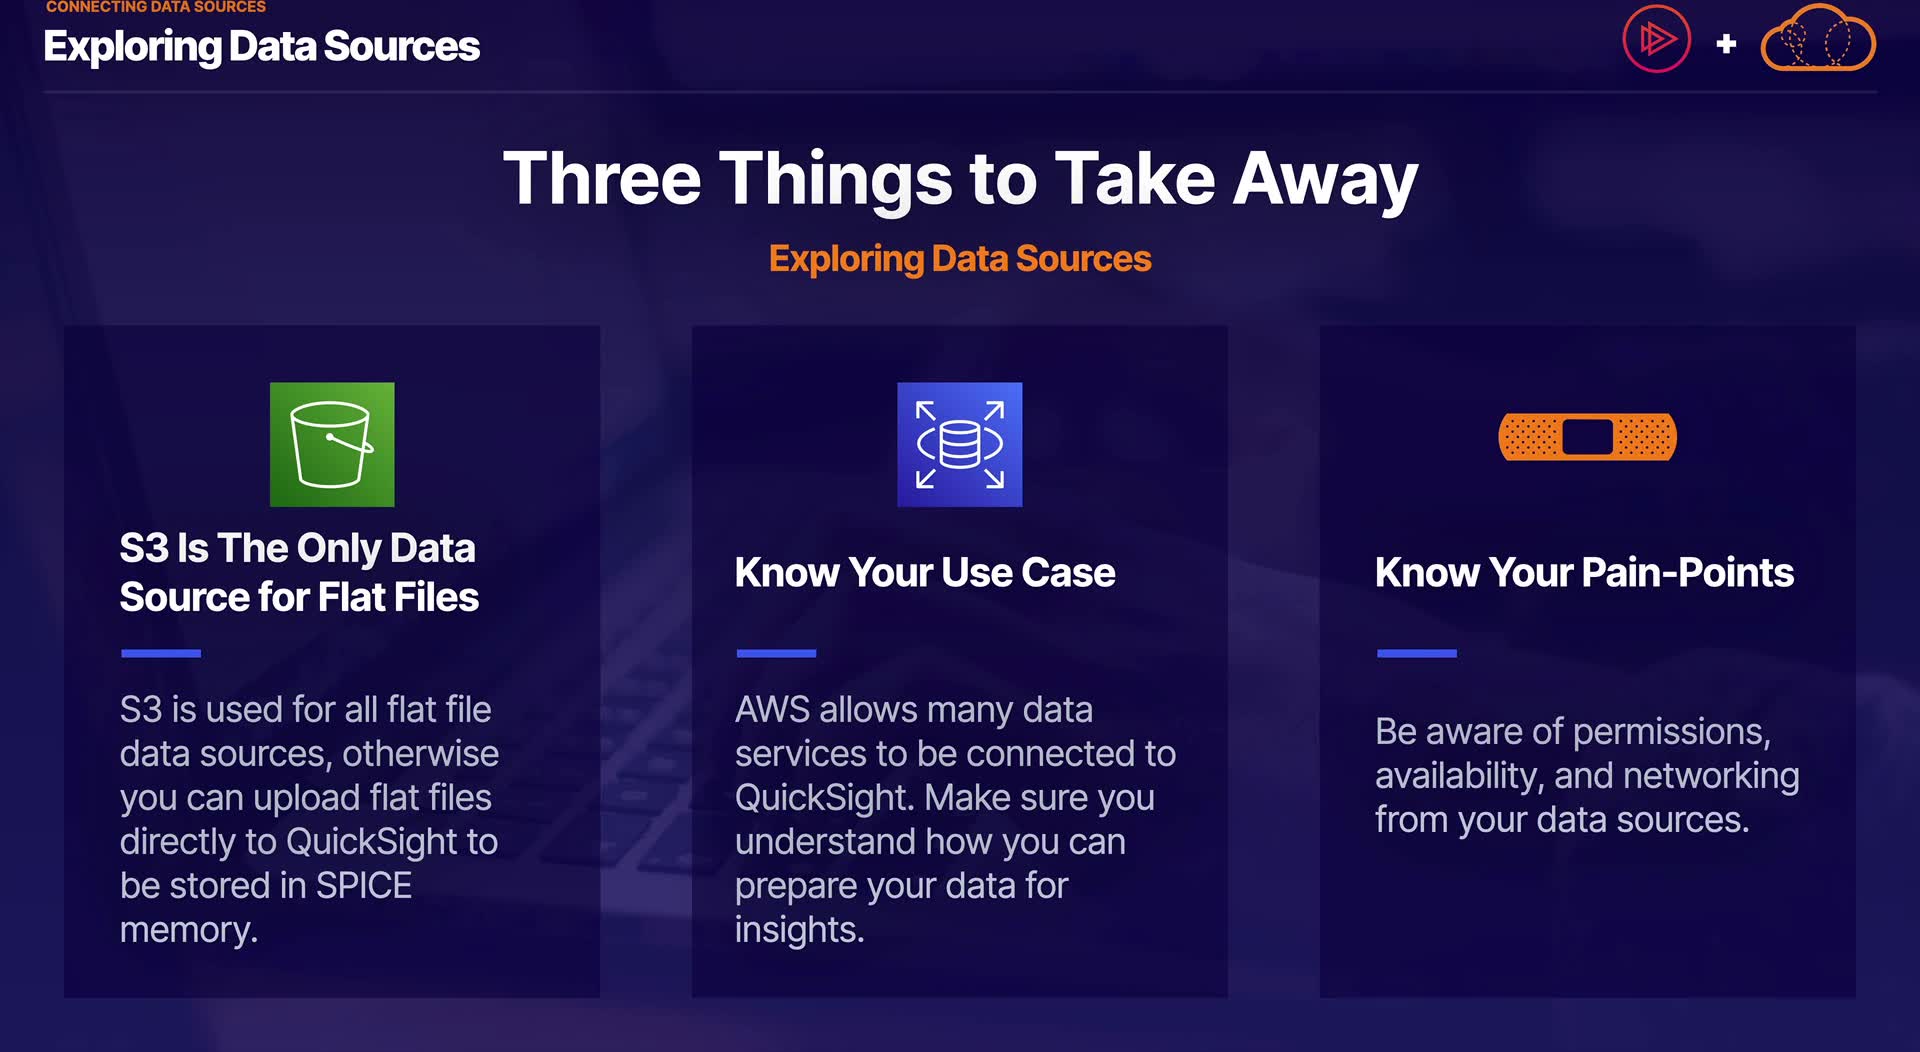 CONNECTING DATA SOURCES
Exploring Data Sources
Three Things to Take Away
Exploring Data Sources
S3 Is The Only Data
Source for Flat Files
S3 is used for all flat file
data sources, otherwise
you can upload flat files
directly to QuickSight to
be stored in SPICE
memory.
Know Your Use Case
AWS allows many data
services to be connected to
QuickSight. Make sure you
understand how you can
prepare your data for
insights.
Know Your Pain-Points
Be aware of permissions,
availability, and networking
from your data sources.